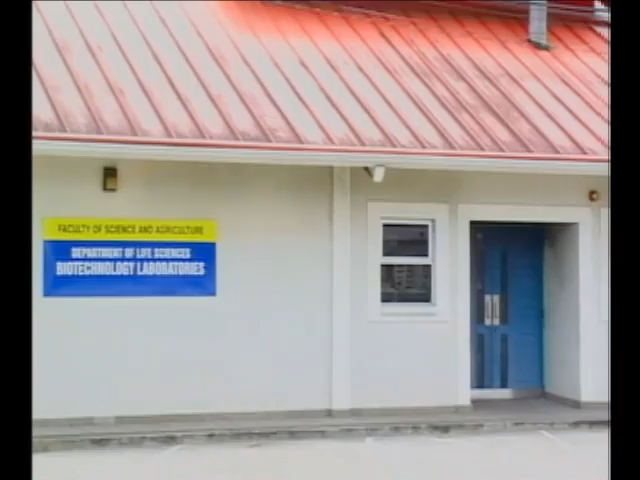 FACULTY OF SCIENCE AND AGRICULTURE
DEPARTMENT OF LIFE SCIENCES
BIOTECHNOLOGY LABORATORIES